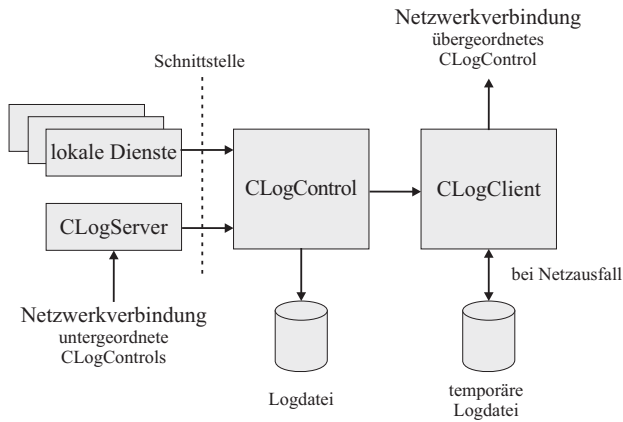 Netzwerkverbindung
übergeordnetes
CLogControl
Schnittstelle
lokale Dienste
CLogControl
CLogClient
CLogServer
bei Netzausfall
Netzwerkverbindung
untergeordnete
CLogControls
Logdatei
temporäre
Logdatei